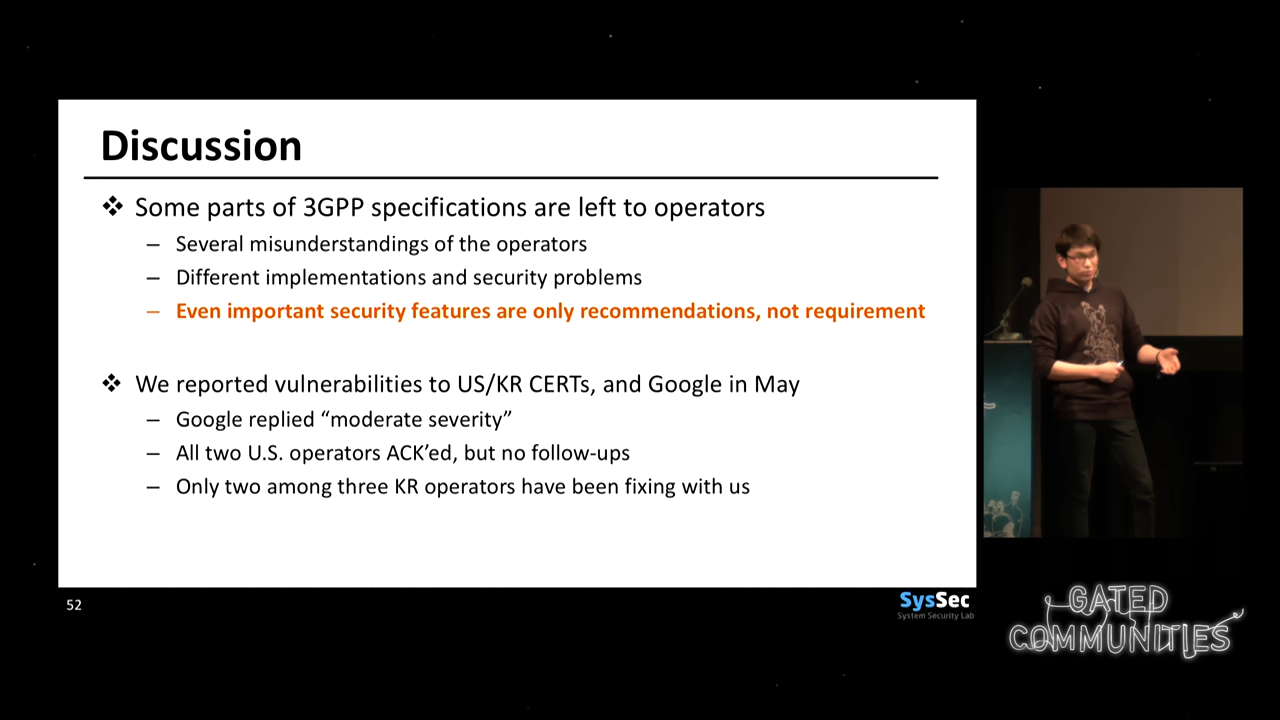 Discussion
❖ Some parts of 3GPP specifications are left to operators
– Several misunderstandings of the operators
– Different implementations and security problems
– Even important security features are only recommendations, not requirement
❖ We reported vulnerabilities to US/KR CERTs, and Google in May
– Google replied “moderate severity”
– All two U.S. operators ACK’ed, but no follow-ups
– Only two among three KR operators have been fixing with us
52
SysSec
System Security Lab
GATED
COMMUNITIES